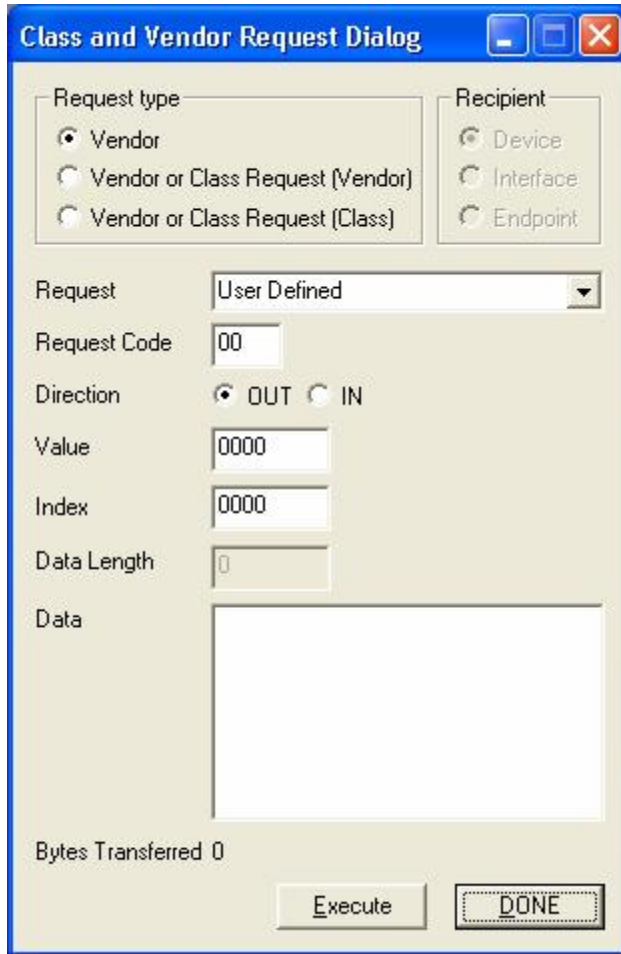 Class and Vendor Request Dialog
Request type
Recipient
Vendor
Device
Vendor or Class Request (Vendor)
Interface
Vendor or Class Request (Class)
Endpoint
Request User Defined
Request Code 00
Direction OUT IN
Value 0000
Index 0000
Data Length 0
Data
Bytes Transferred 0
Execute DONE